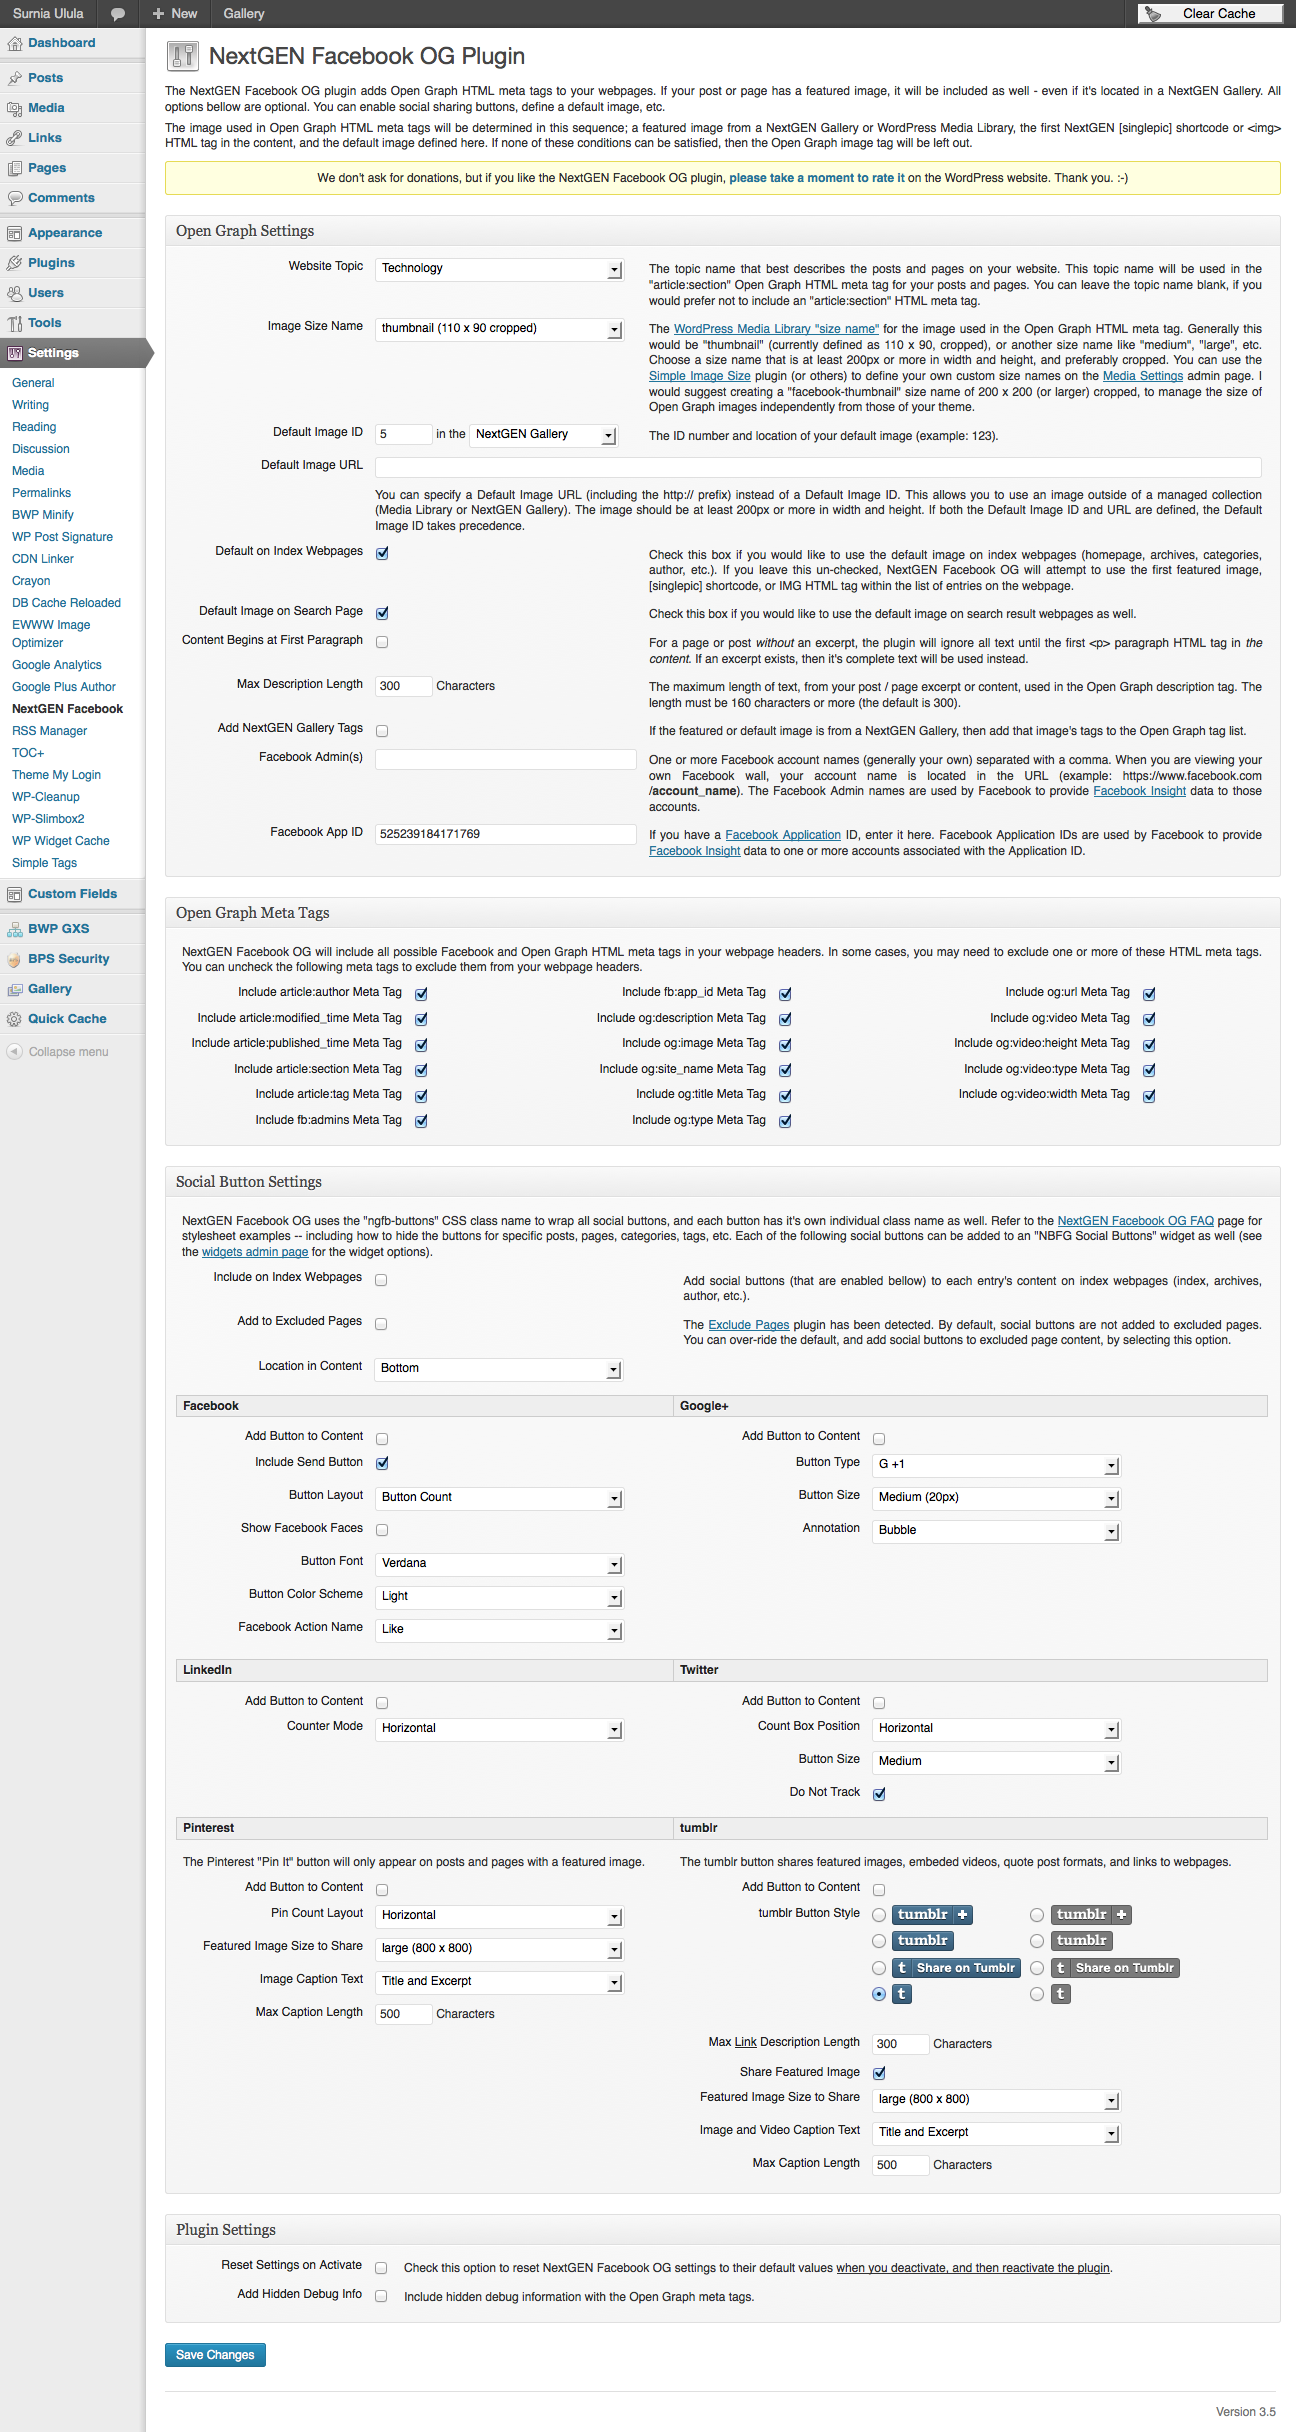 Surnia Ulula
New
Gallery
Clear Cache
Dashboard
Posts
Media
Links
Pages
Comments
Appearance
Plugins
Users
Tools
Settings
General
Writing
Reading
Discussion
Media
Permalinks
BWP Minify
WP Post Signature
CDN Linker
Crayon
DB Cache Reloaded
EWWW Image
Optimizer
Google Analytics
Google Plus Author
NextGEN Facebook
RSS Manager
TOC+
Theme My Login
WP-Cleanup
WP-Slimbox2
WP Widget Cache
Simple Tags
Custom Fields
BWP GXS
BPS Security
Gallery
Quick Cache
Collapse menu
NextGEN Facebook OG Plugin
The NextGEN Facebook OG plugin adds Open Graph HTML meta tags to your webpages. If your post or page has a featured image, it will be included as well - even if it's located in a NextGEN Gallery. All
options bellow are optional. You can enable social sharing buttons, define a default image, etc.
The image used in Open Graph HTML meta tags will be determined in this sequence; a featured image from a NextGEN Gallery or WordPress Media Library, the first NextGEN [singlepic] shortcode or <img>
HTML tag in the content, and the default image defined here. If none of these conditions can be satisfied, then the Open Graph image tag will be left out.
We don't ask for donations, but if you like the NextGEN Facebook OG plugin, please take a moment to rate it on the WordPress website. Thank you. :-)
Open Graph Settings
Website Topic
Technology
The topic name that best describes the posts and pages on your website. This topic name will be used in the
"article:section" Open Graph HTML meta tag for your posts and pages. You can leave the topic name blank, if you
would prefer not to include an "article:section" HTML meta tag.
Image Size Name
thumbnail (110 x 90 cropped)
The WordPress Media Library "size name" for the image used in the Open Graph HTML meta tag. Generally this
would be "thumbnail" (currently defined as 110 x 90, cropped), or another size name like "medium", "large", etc.
Choose a size name that is at least 200px or more in width and height, and preferably cropped. You can use the
Simple Image Size plugin (or others) to define your own custom size names on the Media Settings admin page. I
would suggest creating a "facebook-thumbnail" size name of 200 x 200 (or larger) cropped, to manage the size of
Open Graph images independently from those of your theme.
Default Image ID
5 in the NextGEN Gallery
The ID number and location of your default image (example: 123).
Default Image URL
You can specify a Default Image URL (including the http:// prefix) instead of a Default Image ID. This allows you to use an image outside of a managed collection
(Media Library or NextGEN Gallery). The image should be at least 200px or more in width and height. If both the Default Image ID and URL are defined, the Default
Image ID takes precedence.
Default on Index Webpages
Check this box if you would like to use the default image on index webpages (homepage, archives, categories,
author, etc.). If you leave this un-checked, NextGEN Facebook OG will attempt to use the first featured image,
[singlepic] shortcode, or IMG HTML tag within the list of entries on the webpage.
Default Image on Search Page
Check this box if you would like to use the default image on search result webpages as well.
Content Begins at First Paragraph
For a page or post without an excerpt, the plugin will ignore all text until the first <p> paragraph HTML tag in the
content. If an excerpt exists, then it's complete text will be used instead.
Max Description Length
300 Characters
The maximum length of text, from your post / page excerpt or content, used in the Open Graph description tag. The
length must be 160 characters or more (the default is 300).
Add NextGEN Gallery Tags
If the featured or default image is from a NextGEN Gallery, then add that image's tags to the Open Graph tag list.
Facebook Admin(s)
One or more Facebook account names (generally your own) separated with a comma. When you are viewing your
own Facebook wall, your account name is located in the URL (example: https://www.facebook.com
/account_name). The Facebook Admin names are used by Facebook to provide Facebook Insight data to those
accounts.
Facebook App ID
525239184171769
If you have a Facebook Application ID, enter it here. Facebook Application IDs are used by Facebook to provide
Facebook Insight data to one or more accounts associated with the Application ID.
Open Graph Meta Tags
NextGEN Facebook OG will include all possible Facebook and Open Graph HTML meta tags in your webpage headers. In some cases, you may need to exclude one or more of these HTML meta tags.
You can uncheck the following meta tags to exclude them from your webpage headers.
Include article:author Meta Tag
Include fb:app_id Meta Tag
Include og:url Meta Tag
Include article:modified_time Meta Tag
Include og:description Meta Tag
Include og:video Meta Tag
Include article:published_time Meta Tag
Include og:image Meta Tag
Include og:video:height Meta Tag
Include article:section Meta Tag
Include og:site_name Meta Tag
Include og:video:type Meta Tag
Include article:tag Meta Tag
Include og:title Meta Tag
Include og:video:width Meta Tag
Include fb:admins Meta Tag
Include og:type Meta Tag
Social Button Settings
NextGEN Facebook OG uses the "ngfb-buttons" CSS class name to wrap all social buttons, and each button has it's own individual class name as well. Refer to the NextGEN Facebook OG FAQ page for
stylesheet examples -- including how to hide the buttons for specific posts, pages, categories, tags, etc. Each of the following social buttons can be added to an "NBFG Social Buttons" widget as well (see
the widgets admin page for the widget options).
Include on Index Webpages
Add social buttons (that are enabled bellow) to each entry's content on index webpages (index, archives,
author, etc.).
Add to Excluded Pages
The Exclude Pages plugin has been detected. By default, social buttons are not added to excluded pages.
You can over-ride the default, and add social buttons to excluded page content, by selecting this option.
Location in Content
Bottom
Facebook
Google+
Add Button to Content
Add Button to Content
Include Send Button
Button Type
G +1
Button Layout
Button Count
Button Size
Medium (20px)
Show Facebook Faces
Annotation
Bubble
Button Font
Verdana
Button Color Scheme
Light
Facebook Action Name
Like
LinkedIn
Twitter
Add Button to Content
Add Button to Content
Counter Mode
Horizontal
Count Box Position
Horizontal
Button Size
Medium
Do Not Track
Pinterest
tumblr
The Pinterest "Pin It" button will only appear on posts and pages with a featured image.
The tumblr button shares featured images, embeded videos, quote post formats, and links to webpages.
Add Button to Content
Add Button to Content
Pin Count Layout
Horizontal
tumblr Button Style
tumblr +
tumblr +
Featured Image Size to Share
large (800 x 800)
tumblr
tumblr
Image Caption Text
Title and Excerpt
t Share on Tumblr
t Share on Tumblr
t
t
Max Caption Length
500 Characters
Max Link Description Length
300 Characters
Share Featured Image
Featured Image Size to Share
large (800 x 800)
Image and Video Caption Text
Title and Excerpt
Max Caption Length
500 Characters
Plugin Settings
Reset Settings on Activate
Check this option to reset NextGEN Facebook OG settings to their default values when you deactivate, and then reactivate the plugin.
Add Hidden Debug Info
Include hidden debug information with the Open Graph meta tags.
Save Changes
Version 3.5